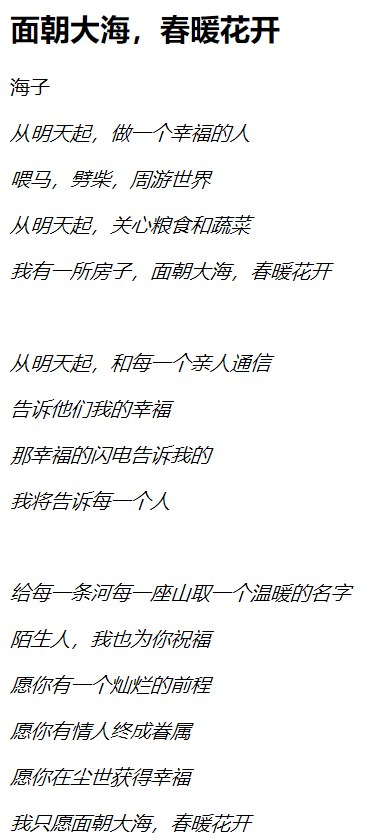 面朝大海，春暖花开
海子
从明天起，做一个幸福的人
喂马，劈柴，周游世界
从明天起，关心粮食和蔬菜
我有一所房子，面朝大海，春暖花开
从明天起，和每一个亲人通信
告诉他们我的幸福
那幸福的闪电告诉我的
我将告诉每一个人
给每一条河每一座山取一个温暖的名字
陌生人，我也为你祝福
愿你有一个灿烂的前程
愿你有情人终成眷属
愿你在尘世获得幸福
我只愿面朝大海，春暖花开